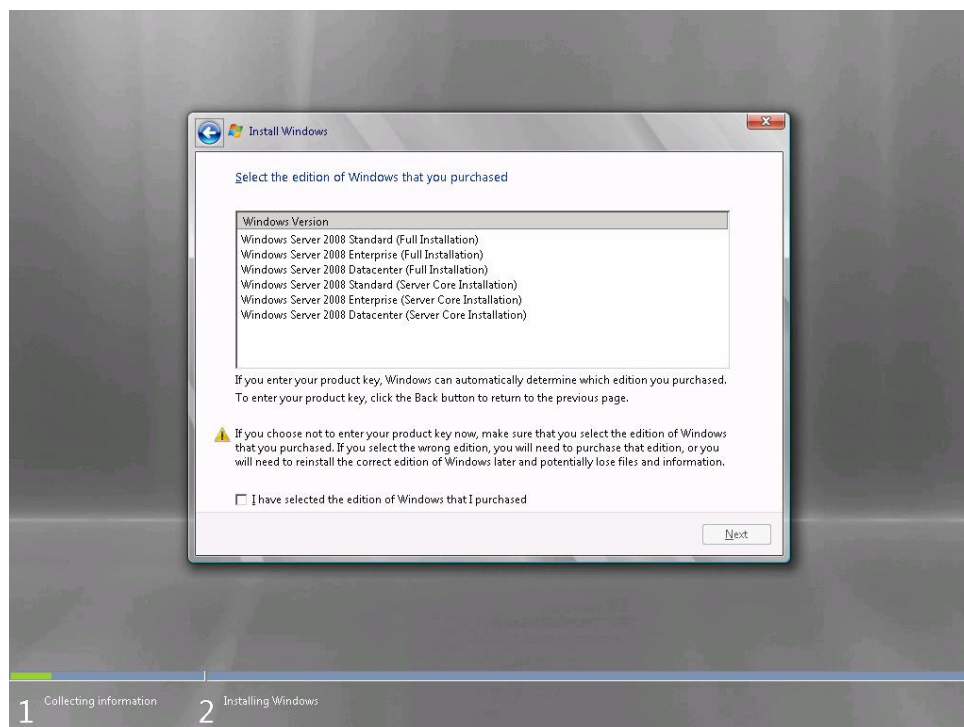 Install Windows
Select the edition of Windows that you purchased
Windows Version
Windows Server 2008 Standard (Full Installation)
Windows Server 2008 Enterprise (Full Installation)
Windows Server 2008 Datacenter (Full Installation)
Windows Server 2008 Standard (Server Core Installation)
Windows Server 2008 Enterprise (Server Core Installation)
Windows Server 2008 Datacenter (Server Core Installation)
If you enter your product key, Windows can automatically determine which edition you purchased.
To enter your product key, click the Back button to return to the previous page.
If you choose not to enter your product key now, make sure that you select the edition of Windows
that you purchased. If you select the wrong edition, you will need to purchase that edition, or you
will need to reinstall the correct edition of Windows later and potentially lose files and information.
I have selected the edition of Windows that I purchased
Next
1 Collecting information
2 Installing Windows